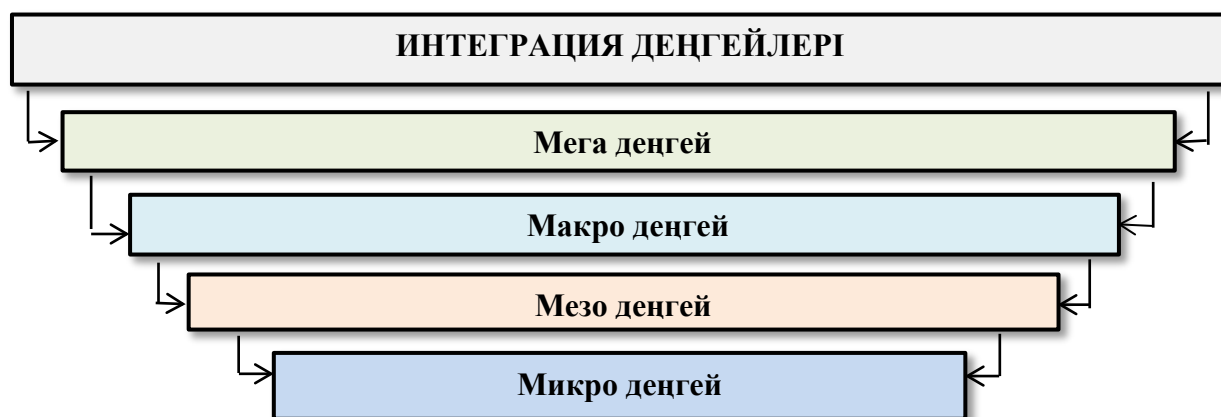 ИНТЕГРАЦИЯ ДЕҢГЕЙЛЕРІ
Мега деңгей
Макро деңгей
Мезо деңгей
Микро деңгей